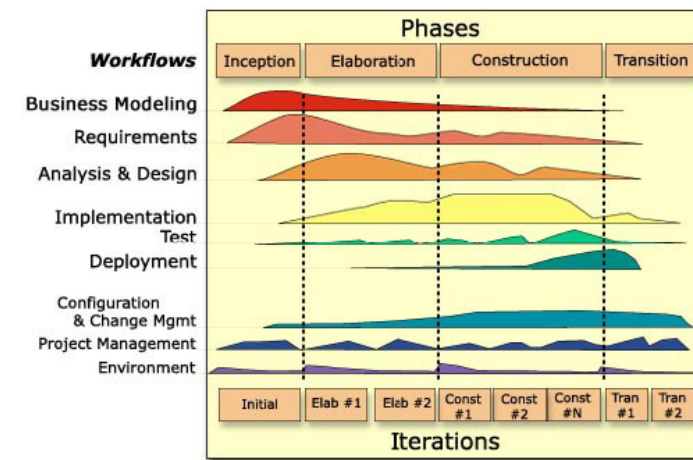 Phases
Workflows
Inception
Elaboration
Construction
Transition
Business Modeling
Requirements
Analysis & Design
Implementation
Test
Deployment
Configuration
& Change Mgmt
Project Management
Environment
Initial
Elab #1
Elab #2
Const
#1
Const
#2
Const
#N
Tran
#1
Tran
#2
Iterations